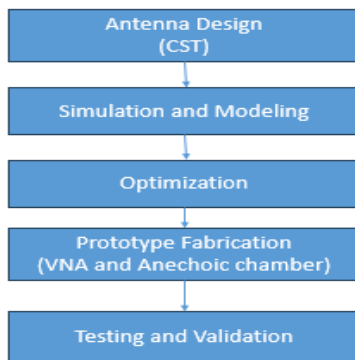 Antenna Design
(CST)
Simulation and Modeling
Optimization
Prototype Fabrication
(VNA and Anechoic chamber)
Testing and Validation